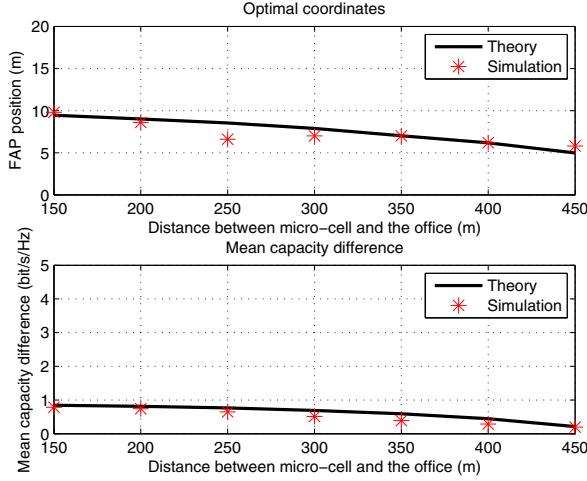 Optimal coordinates
20
15
10
5
0
FAP position (m)
Theory
Simulation
150 200 250 300 350 400 450
Distance between micro−cell and the office (m)
Mean capacity difference
5
4
3
2
1
0
Mean capacity difference (bit/s/Hz)
Theory
Simulation
150 200 250 300 350 400 450
Distance between micro−cell and the office (m)